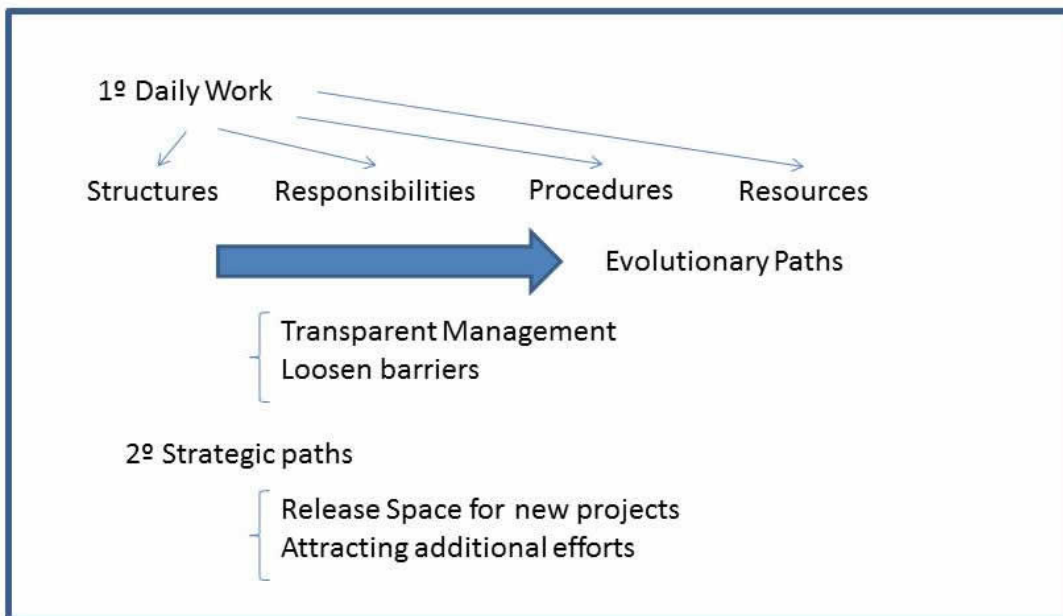 1º Daily Work
Structures Responsibilities Procedures Resources
Evolutionary Paths
Transparent Management
Loosen barriers
2º Strategic paths
Release Space for new projects
Attracting additional efforts